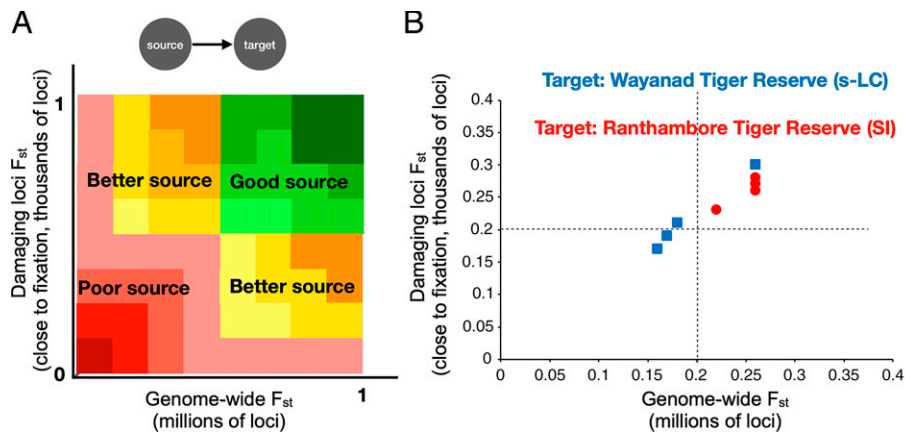 A
source
target
Damaging loci Fst
(close to fixation, thousands of loci)
1
Better source
Good source
Poor source
Better source
0
1
Genome-wide Fst
(millions of loci)
B
Target: Wayanad Tiger Reserve (s-LC)
Target: Ranthambore Tiger Reserve (SI)
Damaging loci Fst
(close to fixation, thousands of loci)
0.4
0.35
0.3
0.25
0.2
0.15
0.1
0.05
0
0
0.05
0.1
0.15
0.2
0.25
0.3
0.35
0.4
Genome-wide Fst
(millions of loci)